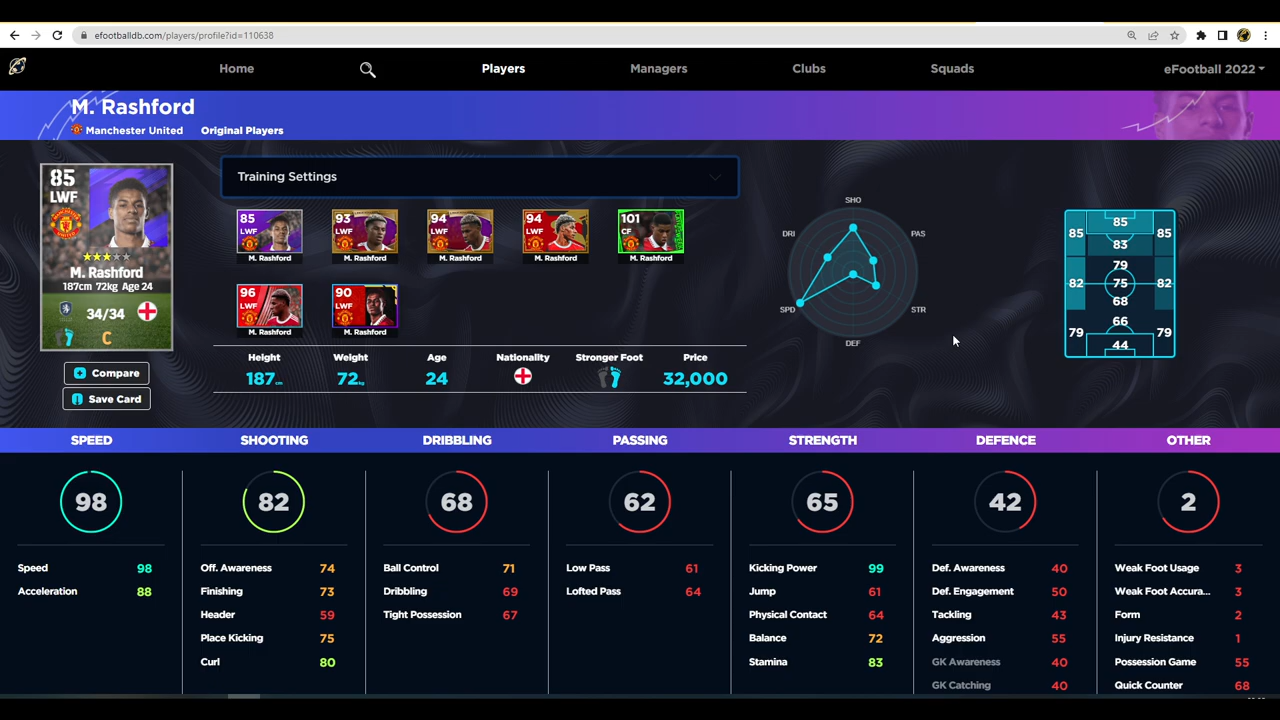 efootballdb.com/players/profile?id=110638
Home
Players
Managers
Clubs
Squads
eFootball 2022
M. Rashford
Manchester United
Original Players
85
LWF
M. Rashford
187cm 72kg Age 24
34/34
C
Compare
Save Card
Training Settings
85 LWF M. Rashford
93 LWF M. Rashford
94 LWF M. Rashford
94 LWF M. Rashford
101 CF M. Rashford
96 LWF M. Rashford
90 LWF M. Rashford
Height Weight Age Nationality Stronger Foot Price
187cm 72kg 24 32,000
SHO
DRI PAS
SPD STR
DEF
85
85 85
83
79
82 75 82
68
66
79 79
44
SPEED SHOOTING DRIBBLING PASSING STRENGTH DEFENCE OTHER
98 82 68 62 65 42 2
Speed 98 Off. Awareness 74 Ball Control 71 Low Pass 61 Kicking Power 99 Def. Awareness 40 Weak Foot Usage 3
Acceleration 88 Finishing 73 Dribbling 69 Lofted Pass 64 Jump 61 Def. Engagement 50 Weak Foot Accura... 3
Header 59 Tight Possession 67 Physical Contact 64 Tackling 43 Form 2
Place Kicking 75 Balance 72 Aggression 55 Injury Resistance 1
Curl 80 Stamina 83 GK Awareness 40 Possession Game 55
GK Catching 40 Quick Counter 68